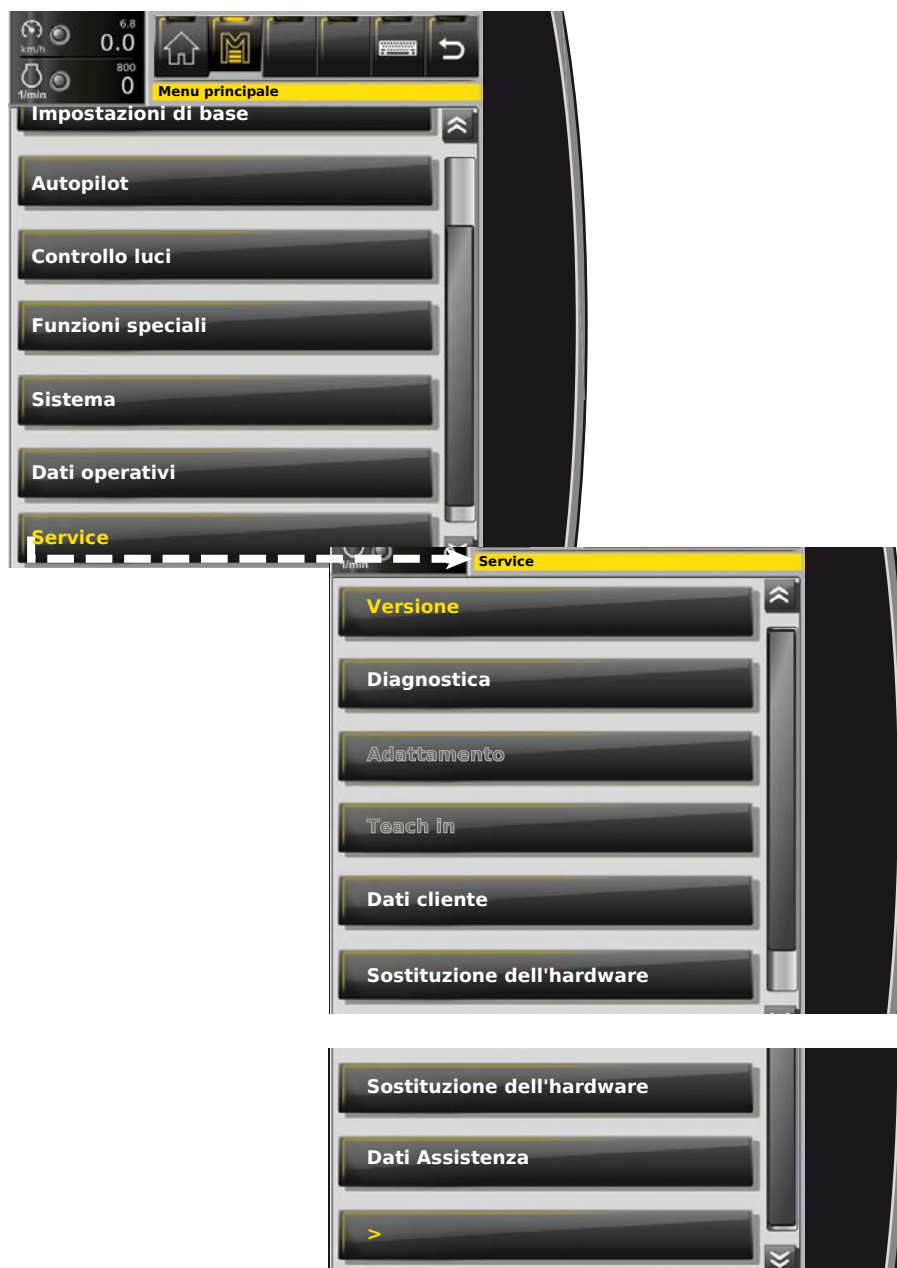 6.8
km/h 0.0
800
1/min 0
Menu principale
Impostazioni di base
Autopilot
Controllo luci
Funzioni speciali
Sistema
Dati operativi
Service
1/min
Service
Versione
Diagnostica
Adattamento
Teach in
Dati cliente
Sostituzione dell'hardware
Sostituzione dell'hardware
Dati Assistenza
>